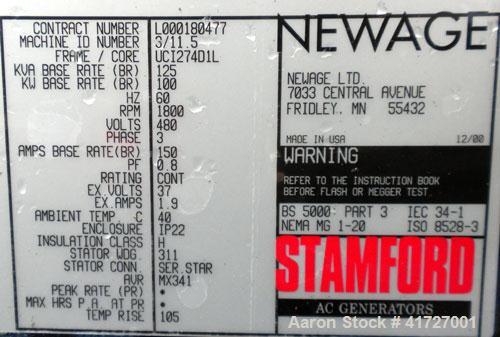 CONTRACT NUMBER L000180477
MACHINE ID NUMBER 3/11.5
FRAME / CORE UCI274D1L
KVA BASE RATE (BR) 125
KW BASE RATE (BR) 100
HZ 60
RPM 1800
VOLTS 480
PHASE 3
AMPS BASE RATE(BR) 150
PF 0.8
RATING CONT
EX.VOLTS 37
EX.AMPS 1.9
AMBIENT TEMP. C 40
ENCLOSURE IP22
INSULATION CLASS H
STATOR WDG. 311
STATOR CONN. SER.STAR
AVR MX341
PEAK RATE (PR) •
MAX HRS P.A. AT PR •
TEMP RISE 105
NEWAGE
NEWAGE LTD.
7033 CENTRAL AVENUE
FRIDLEY, MN 55432
MADE IN USA 12/00
WARNING
REFER TO THE INSTRUCTION BOOK
BEFORE FLASH OR MEGGER TEST.
BS 5000: PART 3 IEC 34-1
NEMA MG 1-20 ISO 8528-3
STAMFORD
AC GENERATORS
Aaron Stock # 41727001